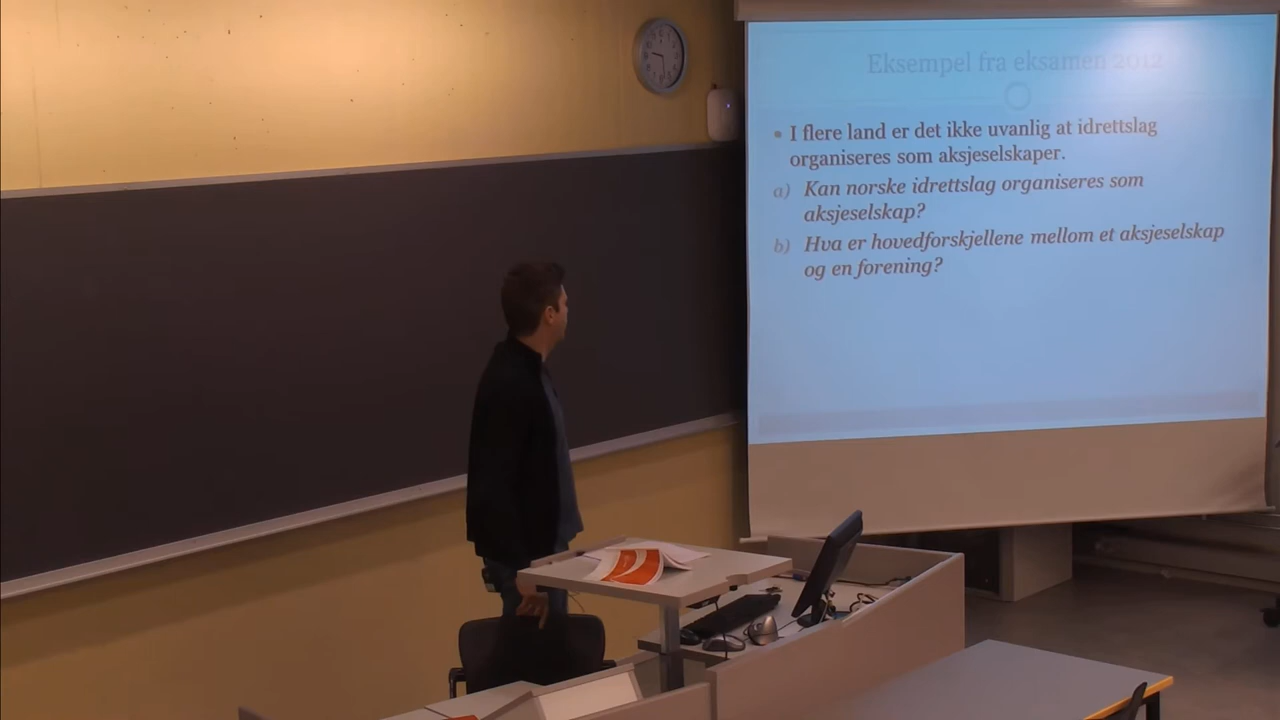 Eksempel fra eksamen 2012
• I flere land er det ikke uvanlig at idrettslag
organiseres som aksjeselskaper.
a) Kan norske idrettslag organiseres som
aksjeselskap?
b) Hva er hovedforskjellene mellom et aksjeselskap
og en forening?